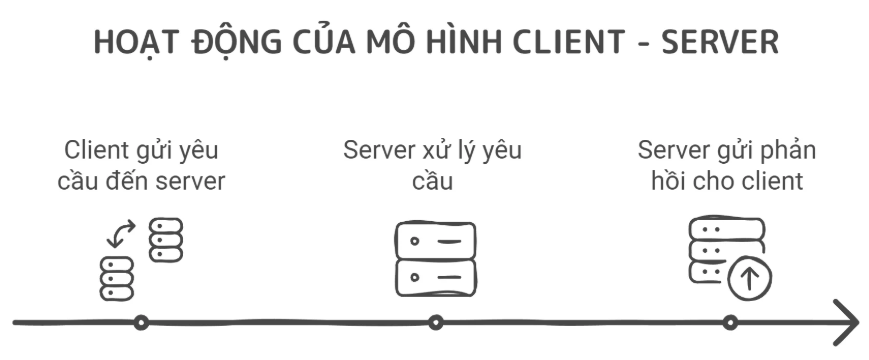 HOẠT ĐỘNG CỦA MÔ HÌNH CLIENT - SERVER
Client gửi yêu
cầu đến server
Server xử lý yêu
cầu
Server gửi phản
hồi cho client